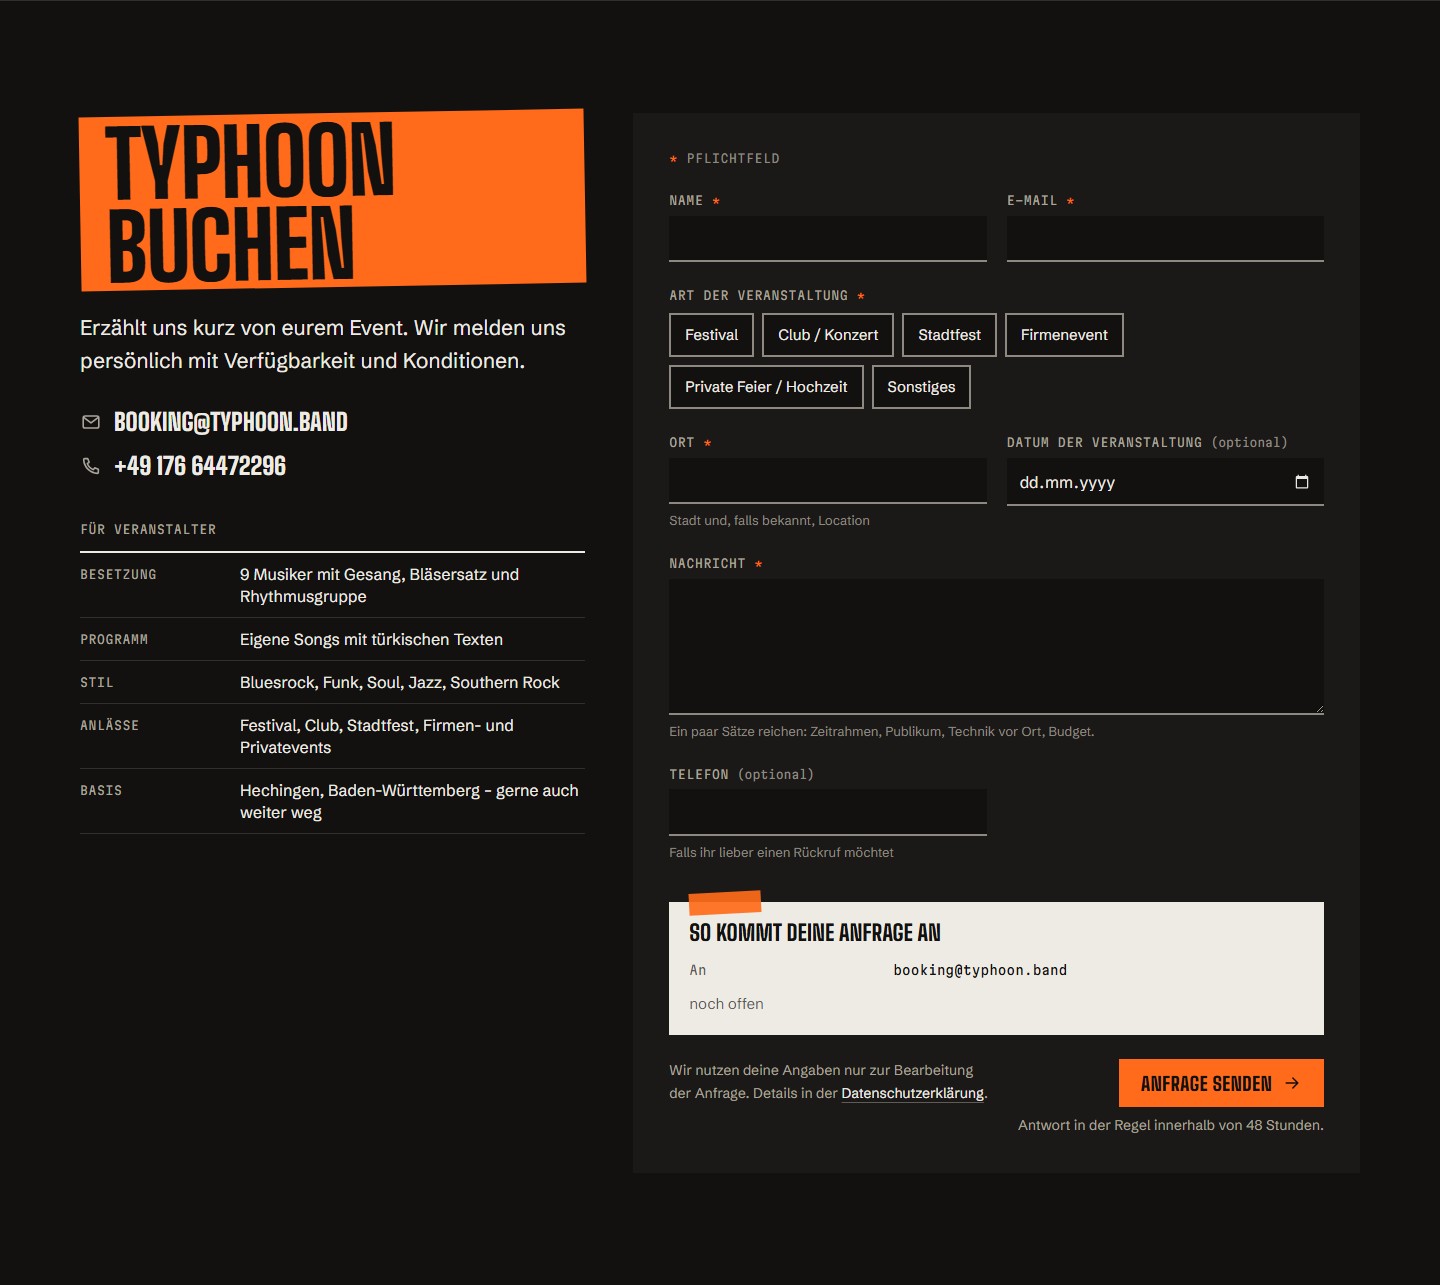 TYPHOON
BUCHEN
Erzählt uns kurz von eurem Event. Wir melden uns
persönlich mit Verfügbarkeit und Konditionen.
BOOKING@TYPHOON.BAND
+49 176 64472296
FÜR VERANSTALTER
BESETZUNG 9 Musiker mit Gesang, Bläsersatz und
Rhythmusgruppe
PROGRAMM Eigene Songs mit türkischen Texten
STIL Bluesrock, Funk, Soul, Jazz, Southern Rock
ANLÄSSE Festival, Club, Stadtfest, Firmen- und
Privatevents
BASIS Hechingen, Baden-Württemberg – gerne auch
weiter weg
* PFLICHTFELD
NAME * E-MAIL *
ART DER VERANSTALTUNG *
Festival Club / Konzert Stadtfest Firmenevent
Private Feier / Hochzeit Sonstiges
ORT * DATUM DER VERANSTALTUNG (optional)
dd.mm.yyyy
Stadt und, falls bekannt, Location
NACHRICHT *
Ein paar Sätze reichen: Zeitrahmen, Publikum, Technik vor Ort, Budget.
TELEFON (optional)
Falls ihr lieber einen Rückruf möchtet
SO KOMMT DEINE ANFRAGE AN
An booking@typhoon.band
noch offen
Wir nutzen deine Angaben nur zur Bearbeitung
der Anfrage. Details in der Datenschutzerklärung.
ANFRAGE SENDEN →
Antwort in der Regel innerhalb von 48 Stunden.